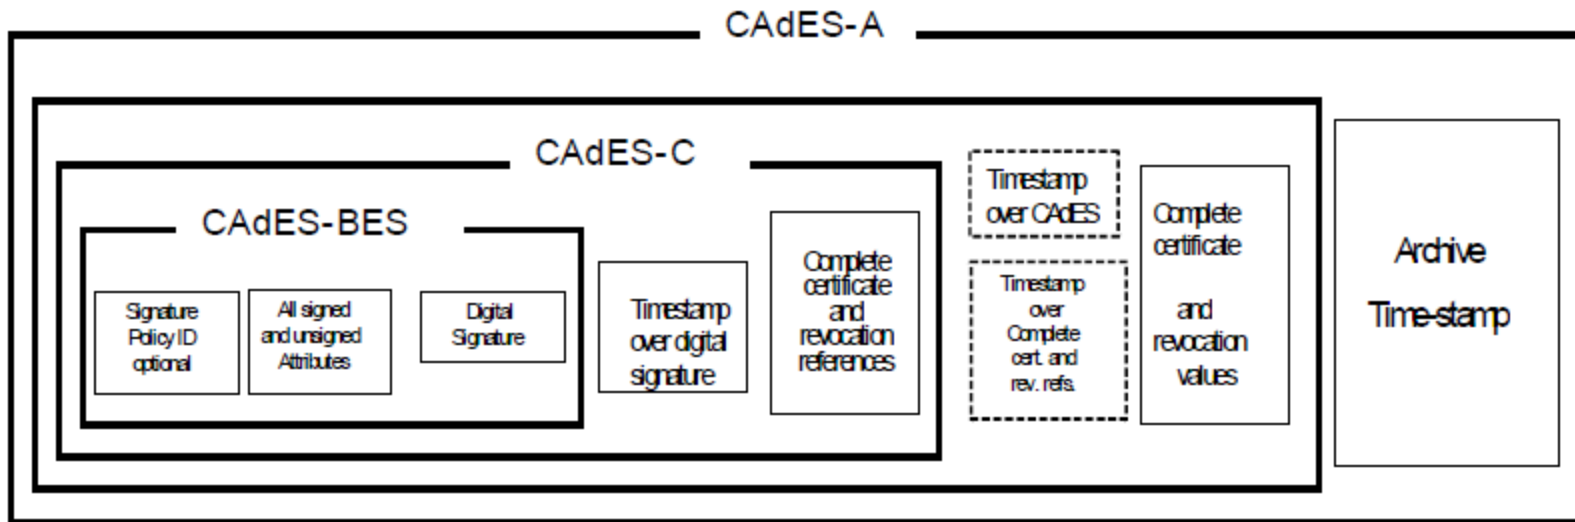 CAdES-A
CAdES-C
CAdES-BES
Signature
Policy ID
optional
All signed
and unsigned
Attributes
Digital
Signature
Timestamp
over digital
signature
Complete
certificate
and
revocation
references
Timestamp
over CAdES
Timestamp
over
Complete
cert. and
rev. refs.
Complete
certificate
and
revocation
values
Archive
Time-stamp